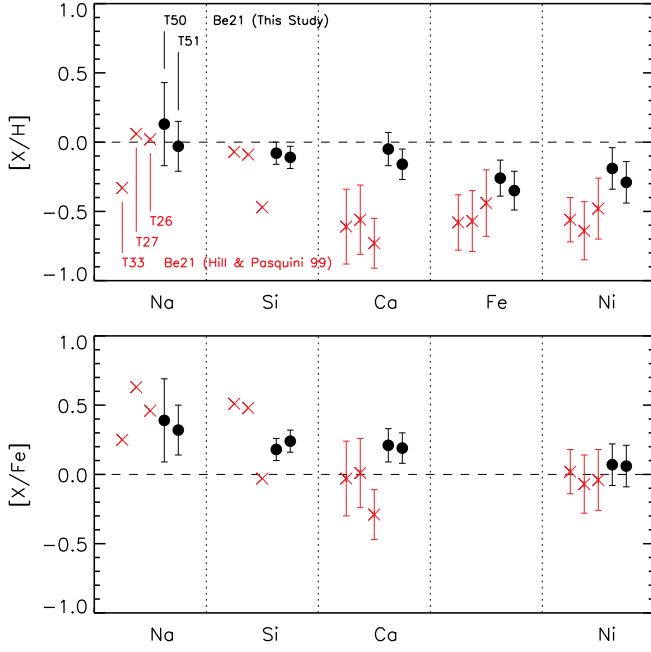 1.0
T50 Be21 (This Study)
T51
0.5
[X/H]
0.0
T26
-0.5
T27
T33 Be21 (Hill & Pasquini 99)
-1.0
Na Si Ca Fe Ni
1.0
0.5
[X/Fe]
0.0
-0.5
-1.0
Na Si Ca Ni